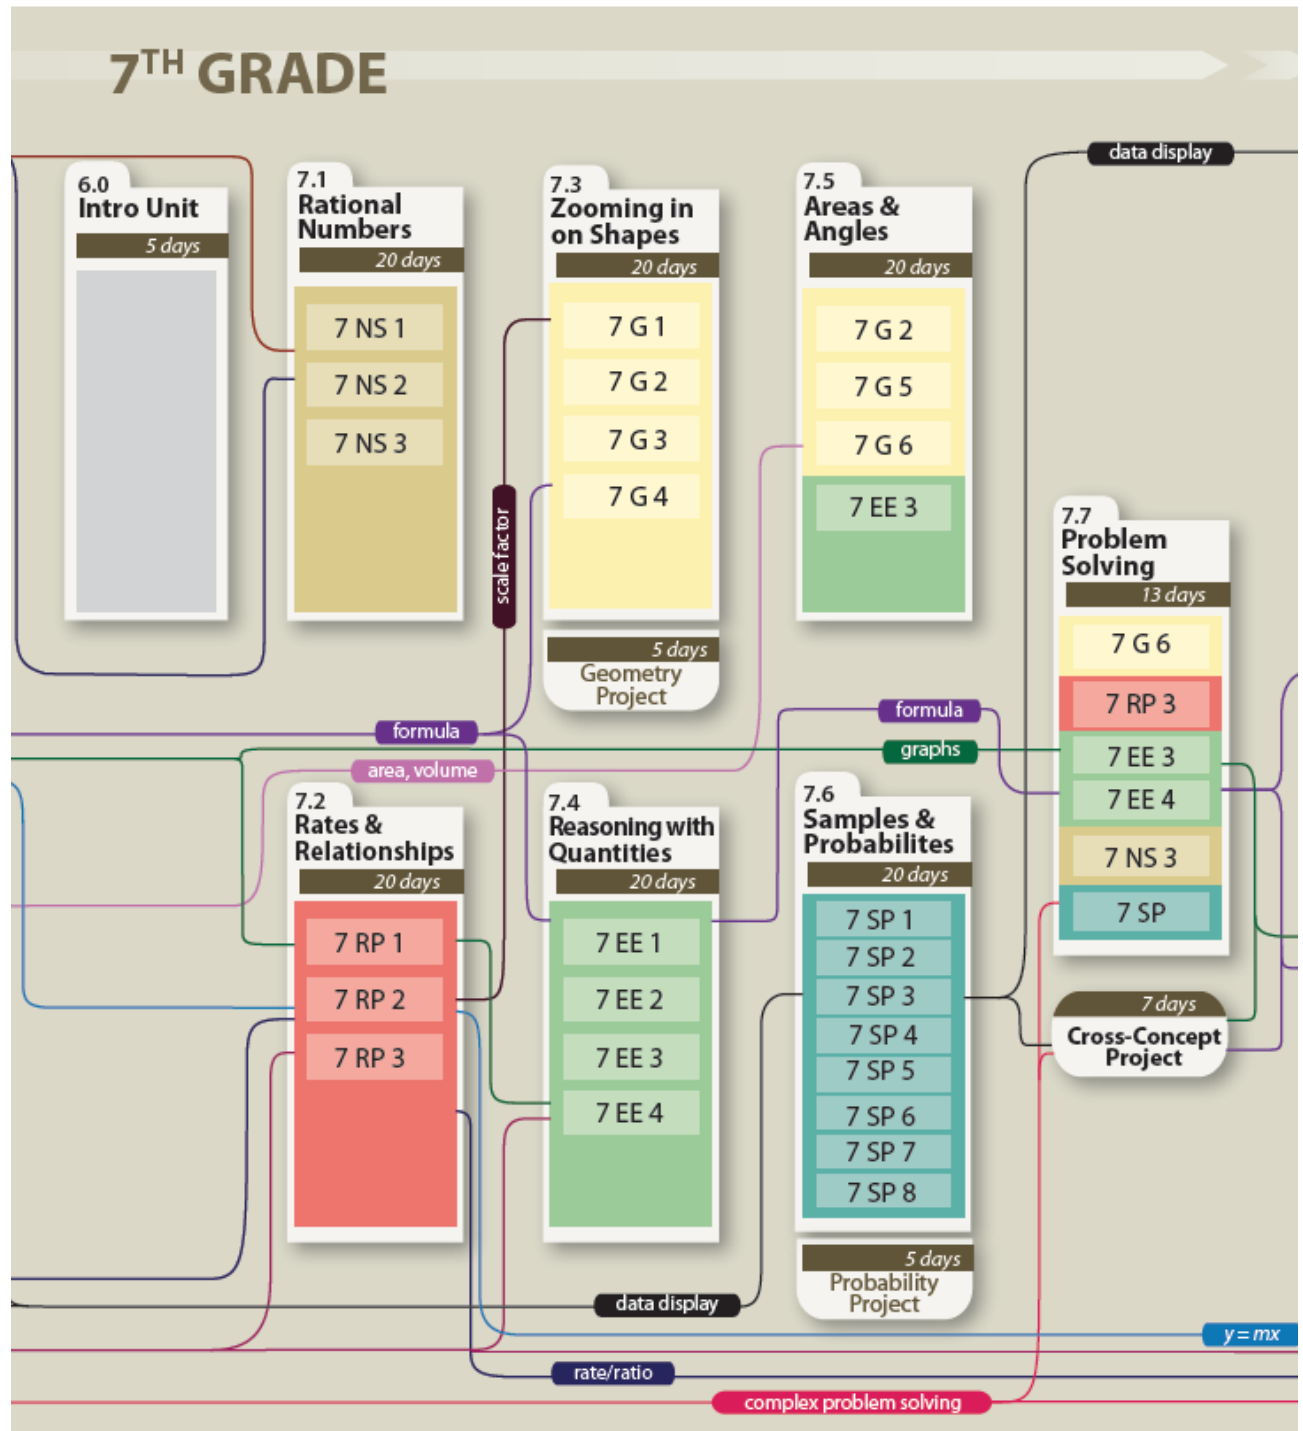 7TH GRADE
data display
6.0
Intro Unit
5 days
7.1
Rational
Numbers
20 days
7 NS 1
7 NS 2
7 NS 3
7.3
Zooming in
on Shapes
20 days
7 G 1
7 G 2
7 G 3
7 G 4
5 days
Geometry
Project
7.5
Areas &
Angles
20 days
7 G 2
7 G 5
7 G 6
7 EE 3
scale factor
7.7
Problem
Solving
13 days
7 G 6
7 RP 3
7 EE 3
7 EE 4
7 NS 3
7 SP
7 days
Cross-Concept
Project
formula
formula
graphs
area, volume
7.2
Rates &
Relationships
20 days
7 RP 1
7 RP 2
7 RP 3
7.4
Reasoning with
Quantities
20 days
7 EE 1
7 EE 2
7 EE 3
7 EE 4
7.6
Samples &
Probabilites
20 days
7 SP 1
7 SP 2
7 SP 3
7 SP 4
7 SP 5
7 SP 6
7 SP 7
7 SP 8
5 days
Probability
Project
data display
y = mx
rate/ratio
complex problem solving